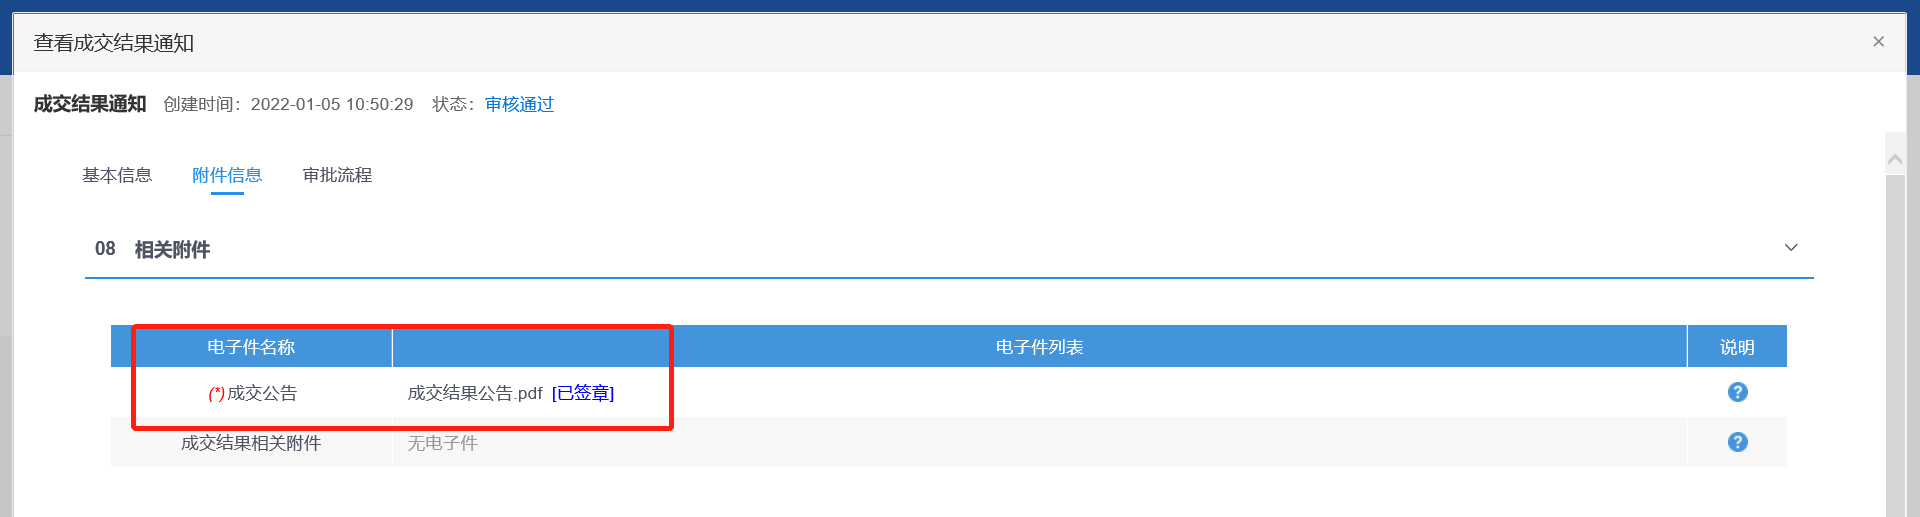 查看成交结果通知
×
成交结果通知 创建时间：2022-01-05 10:50:29 状态：审核通过
基本信息 附件信息 审批流程
08 相关附件
电子件名称 电子件列表 说明
(*)成交公告 成交结果公告.pdf [已签章] ?
成交结果相关附件 无电子件 ?